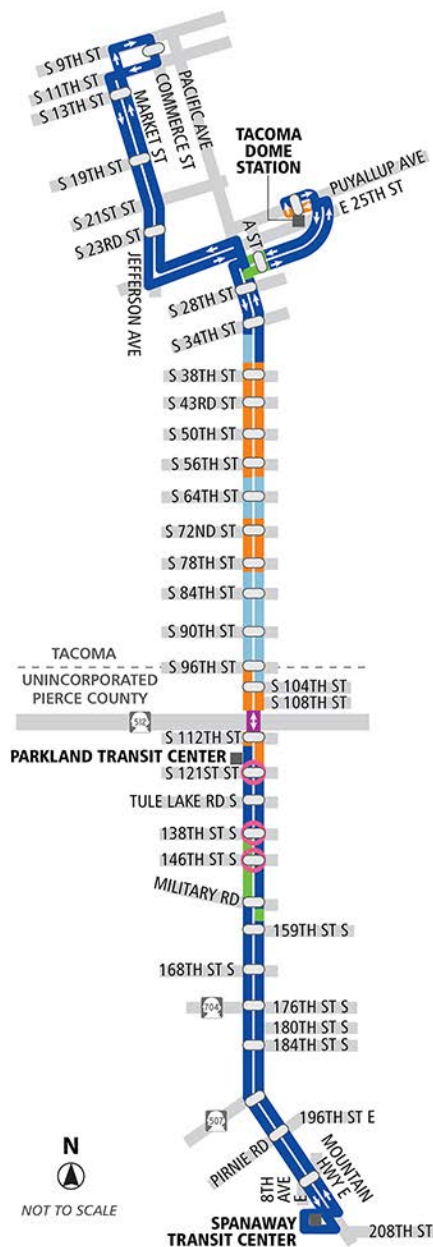 S 9TH ST
S 11TH ST
S 13TH ST
COMMERCE ST
PACIFIC AVE
MARKET ST
TACOMA
DOME
STATION
PUYALLUP AVE
E 25TH ST
S 19TH ST
S 21ST ST
S 23RD ST
A ST
JEFFERSON AVE
S 28TH ST
S 34TH ST
S 38TH ST
S 43RD ST
S 50TH ST
S 56TH ST
S 64TH ST
S 72ND ST
S 78TH ST
S 84TH ST
S 90TH ST
S 96TH ST
TACOMA
UNINCORPORATED
PIERCE COUNTY
S 104TH ST
S 108TH ST
512
S 112TH ST
PARKLAND TRANSIT CENTER
S 121ST ST
TULE LAKE RD S
138TH ST S
146TH ST S
MILITARY RD
159TH ST S
168TH ST S
704
176TH ST S
180TH ST S
184TH ST S
507
196TH ST E
PIRNIE RD
MOUNTAIN
HWY E
8TH
AVE
E
N
NOT TO SCALE
SPANAWAY
TRANSIT CENTER
208TH ST